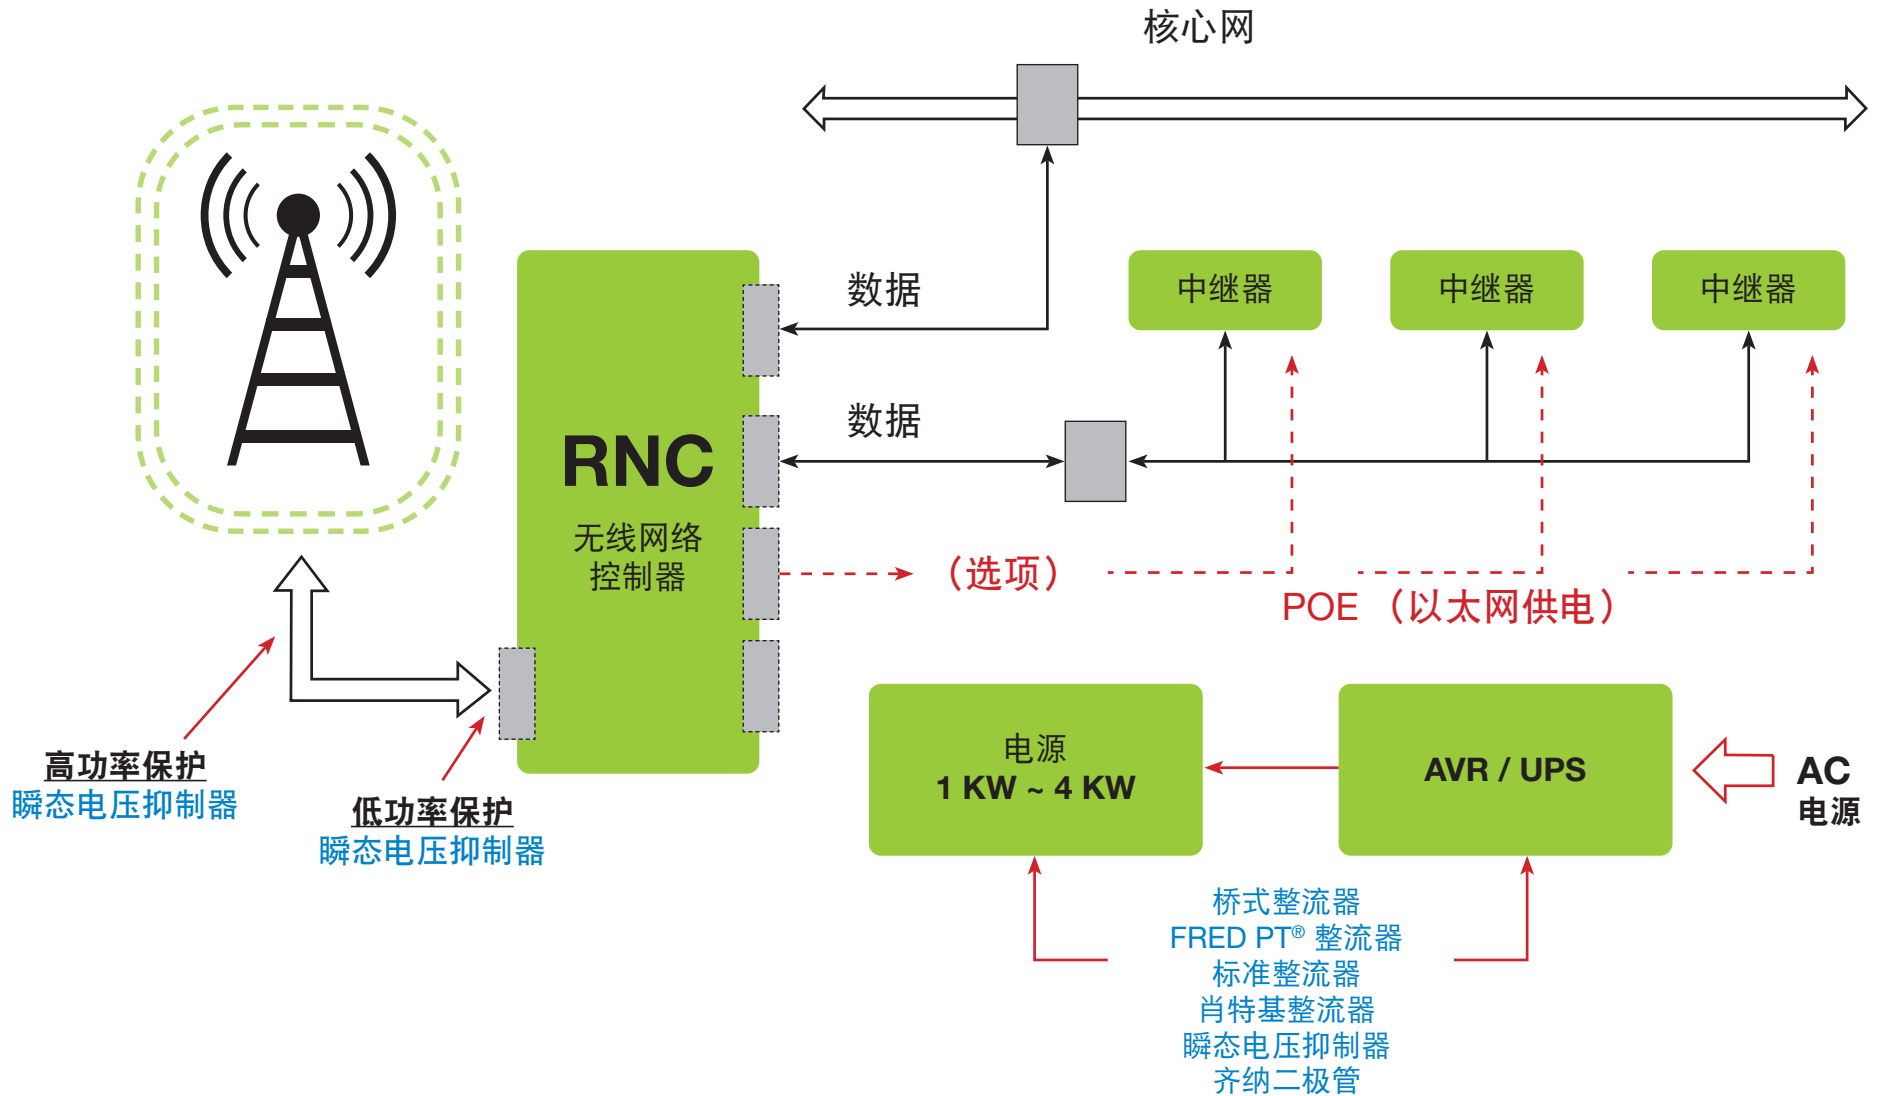 核心网
数据
中继器
中继器
中继器
数据
RNC
无线网络
控制器
(选项)
POE (以太网供电)
高功率保护
瞬态电压抑制器
低功率保护
瞬态电压抑制器
电源
1 KW ~ 4 KW
AVR / UPS
AC
电源
桥式整流器
FRED PT® 整流器
标准整流器
肖特基整流器
瞬态电压抑制器
齐纳二极管